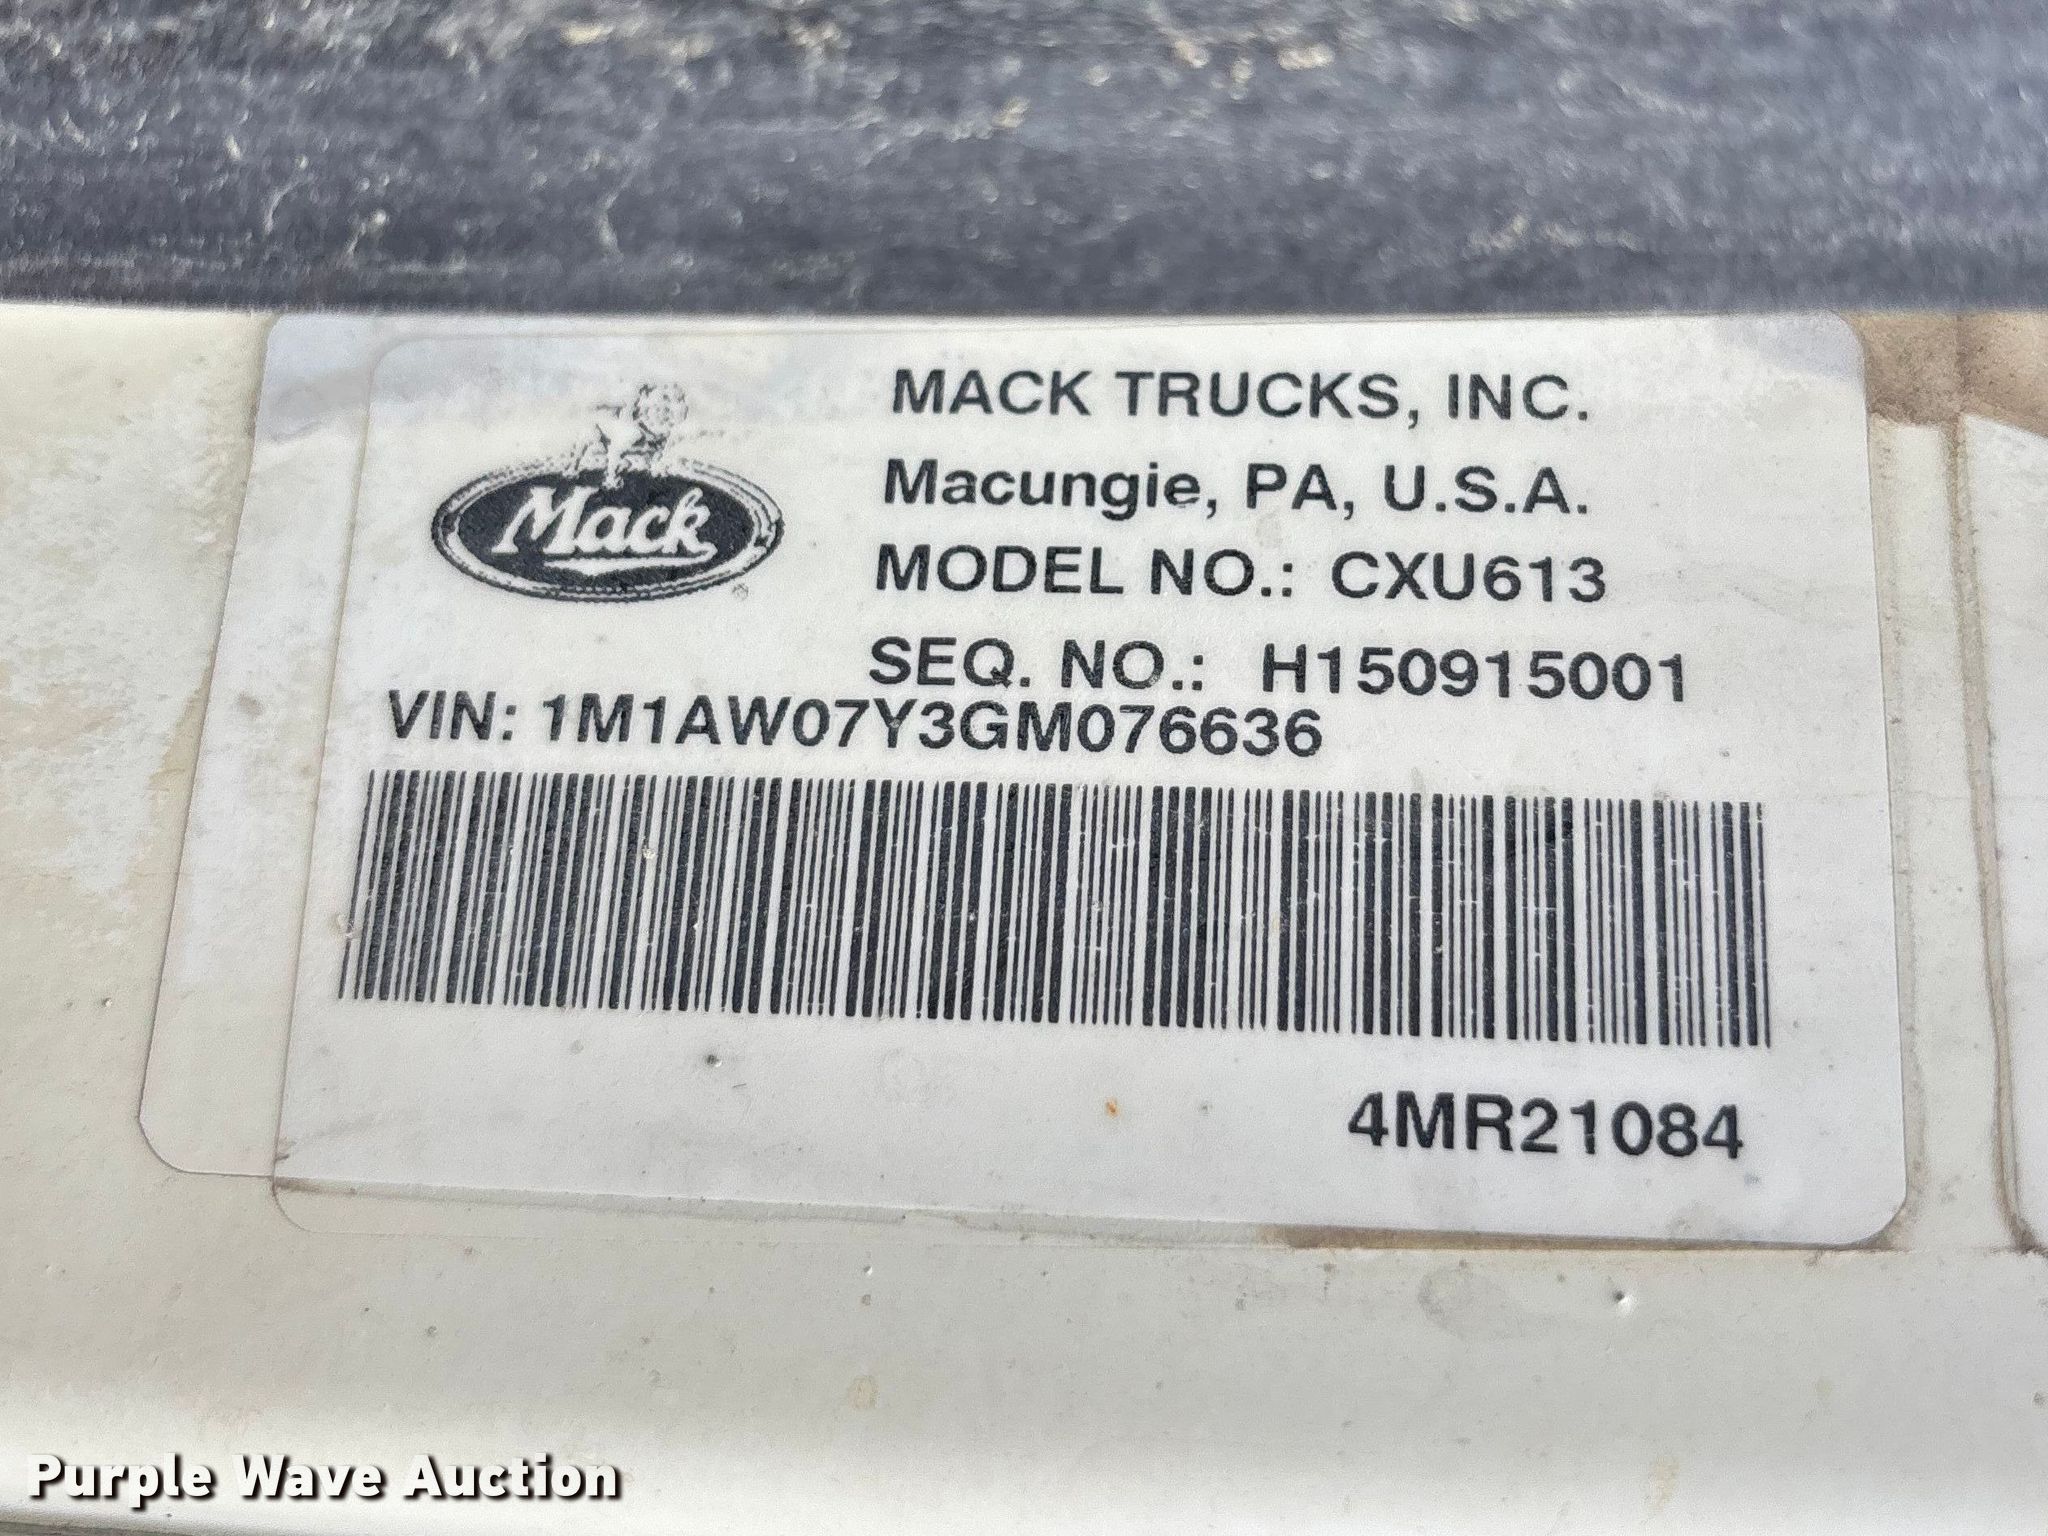 Mack
MACK TRUCKS, INC.
Macungie, PA, U.S.A.
MODEL NO.: CXU613
SEQ. NO.: H150915001
VIN: 1M1AW07Y3GM076636
4MR21084
Purple Wave Auction